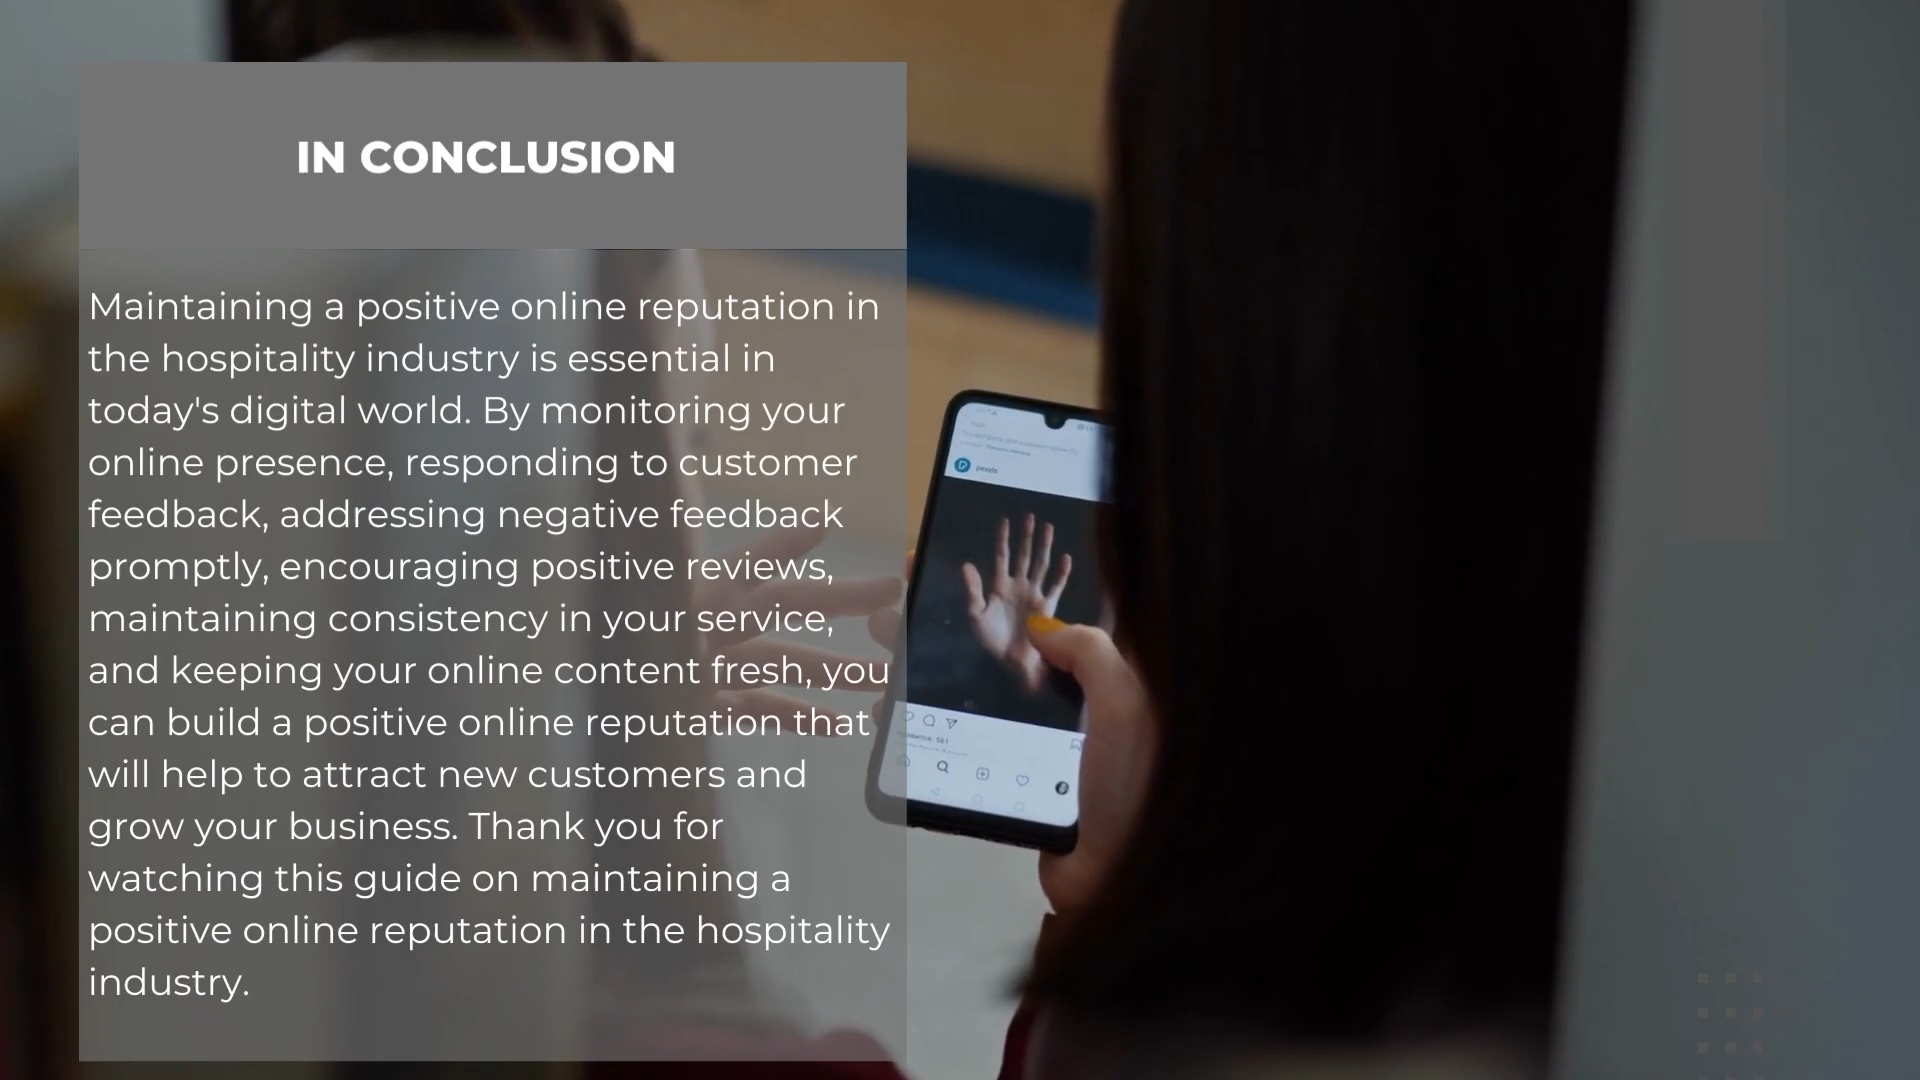 IN CONCLUSION
Maintaining a positive online reputation in
the hospitality industry is essential in
today's digital world. By monitoring your
online presence, responding to customer
feedback, addressing negative feedback
promptly, encouraging positive reviews,
maintaining consistency in your service,
and keeping your online content fresh, you
can build a positive online reputation that
will help to attract new customers and
grow your business. Thank you for
watching this guide on maintaining a
positive online reputation in the hospitality
industry.
pexels